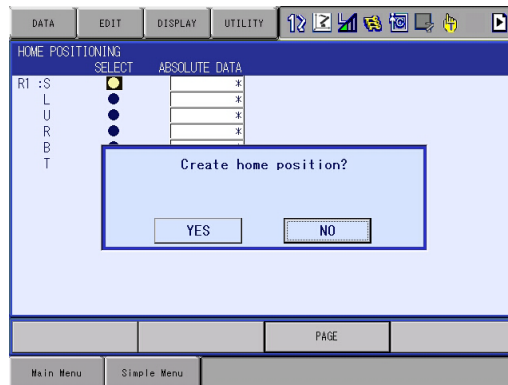 DATA EDIT DISPLAY UTILITY
HOME POSITIONING
SELECT ABSOLUTE DATA
R1 :S *
L *
U *
R *
B
T
Create home position?
YES NO
PAGE
Main Menu Simple Menu